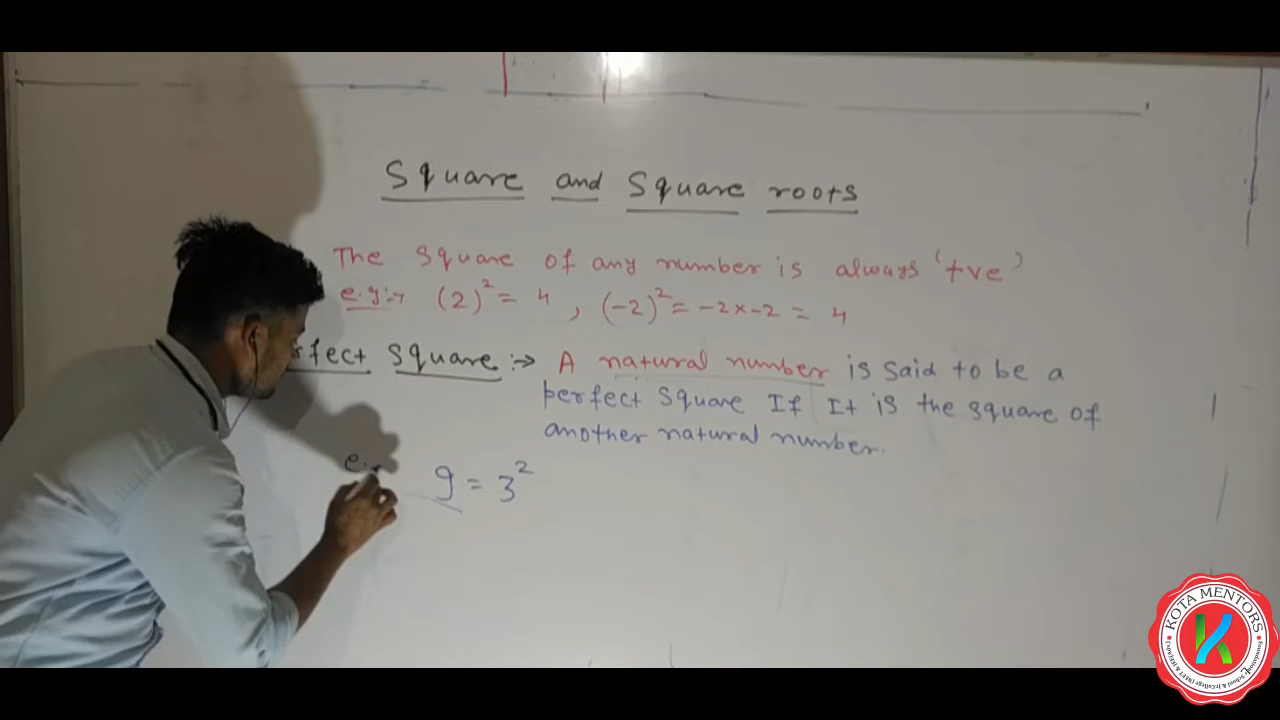 Square and Square roots
The square of any number is always '+ve'
e.g:→ (2)² = 4 , (-2)² = -2×-2 = 4
rfect Square :→ A natural number is said to be a
perfect square If It is the square of
another natural number.
e.g 9 = 3²
KOTA MENTORS